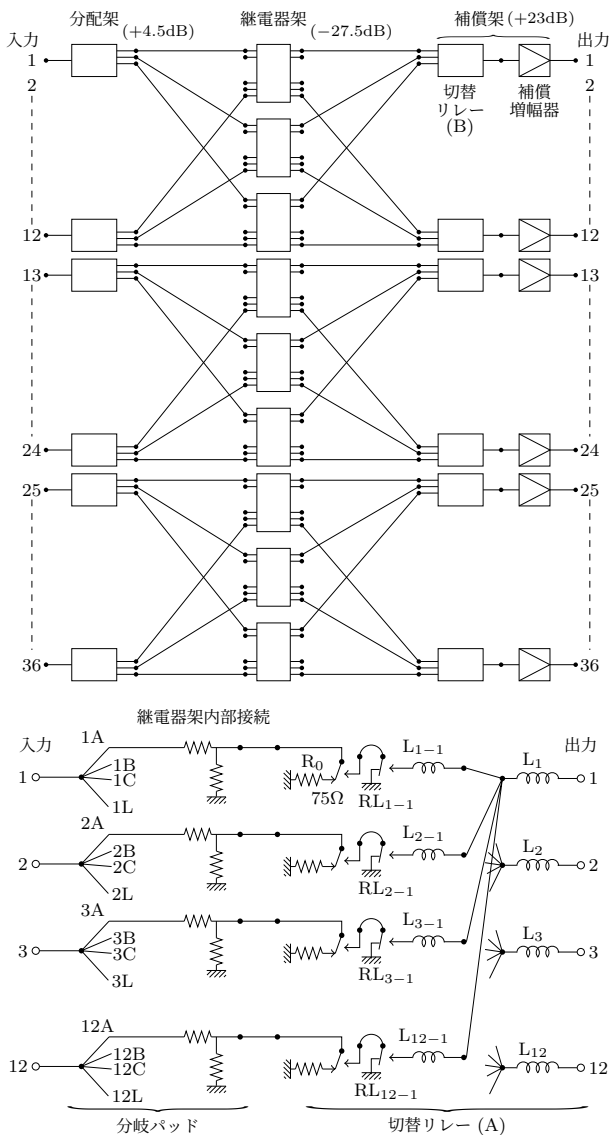 分配架 (+4.5dB) 継電器架 (−27.5dB) 補償架 (+23dB)
入力 出力
1 1
2 2
切替
リレー
(B)
補償
増幅器
12 12
13 13
24 24
25 25
36 36
継電器架内部接続
入力 出力
1A
1 1B 1C 1L R0 75Ω RL1−1 L1−1 L1 1
2A
2 2B 2C 2L RL2−1 L2−1 L2 2
3A
3 3B 3C 3L RL3−1 L3−1 L3 3
12A
12 12B 12C 12L RL12−1 L12−1 L12 12
分岐パッド 切替リレー (A)